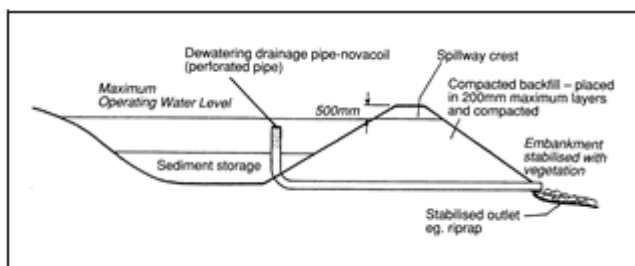 Dewatering drainage pipe-novacoil
(perforated pipe)
Spillway crest
Maximum
Operating Water Level
500mm
Compacted backfill – placed
in 200mm maximum layers
and compacted
Sediment storage
Embankment
stabilised with
vegetation
Stabilised outlet
eg. riprap